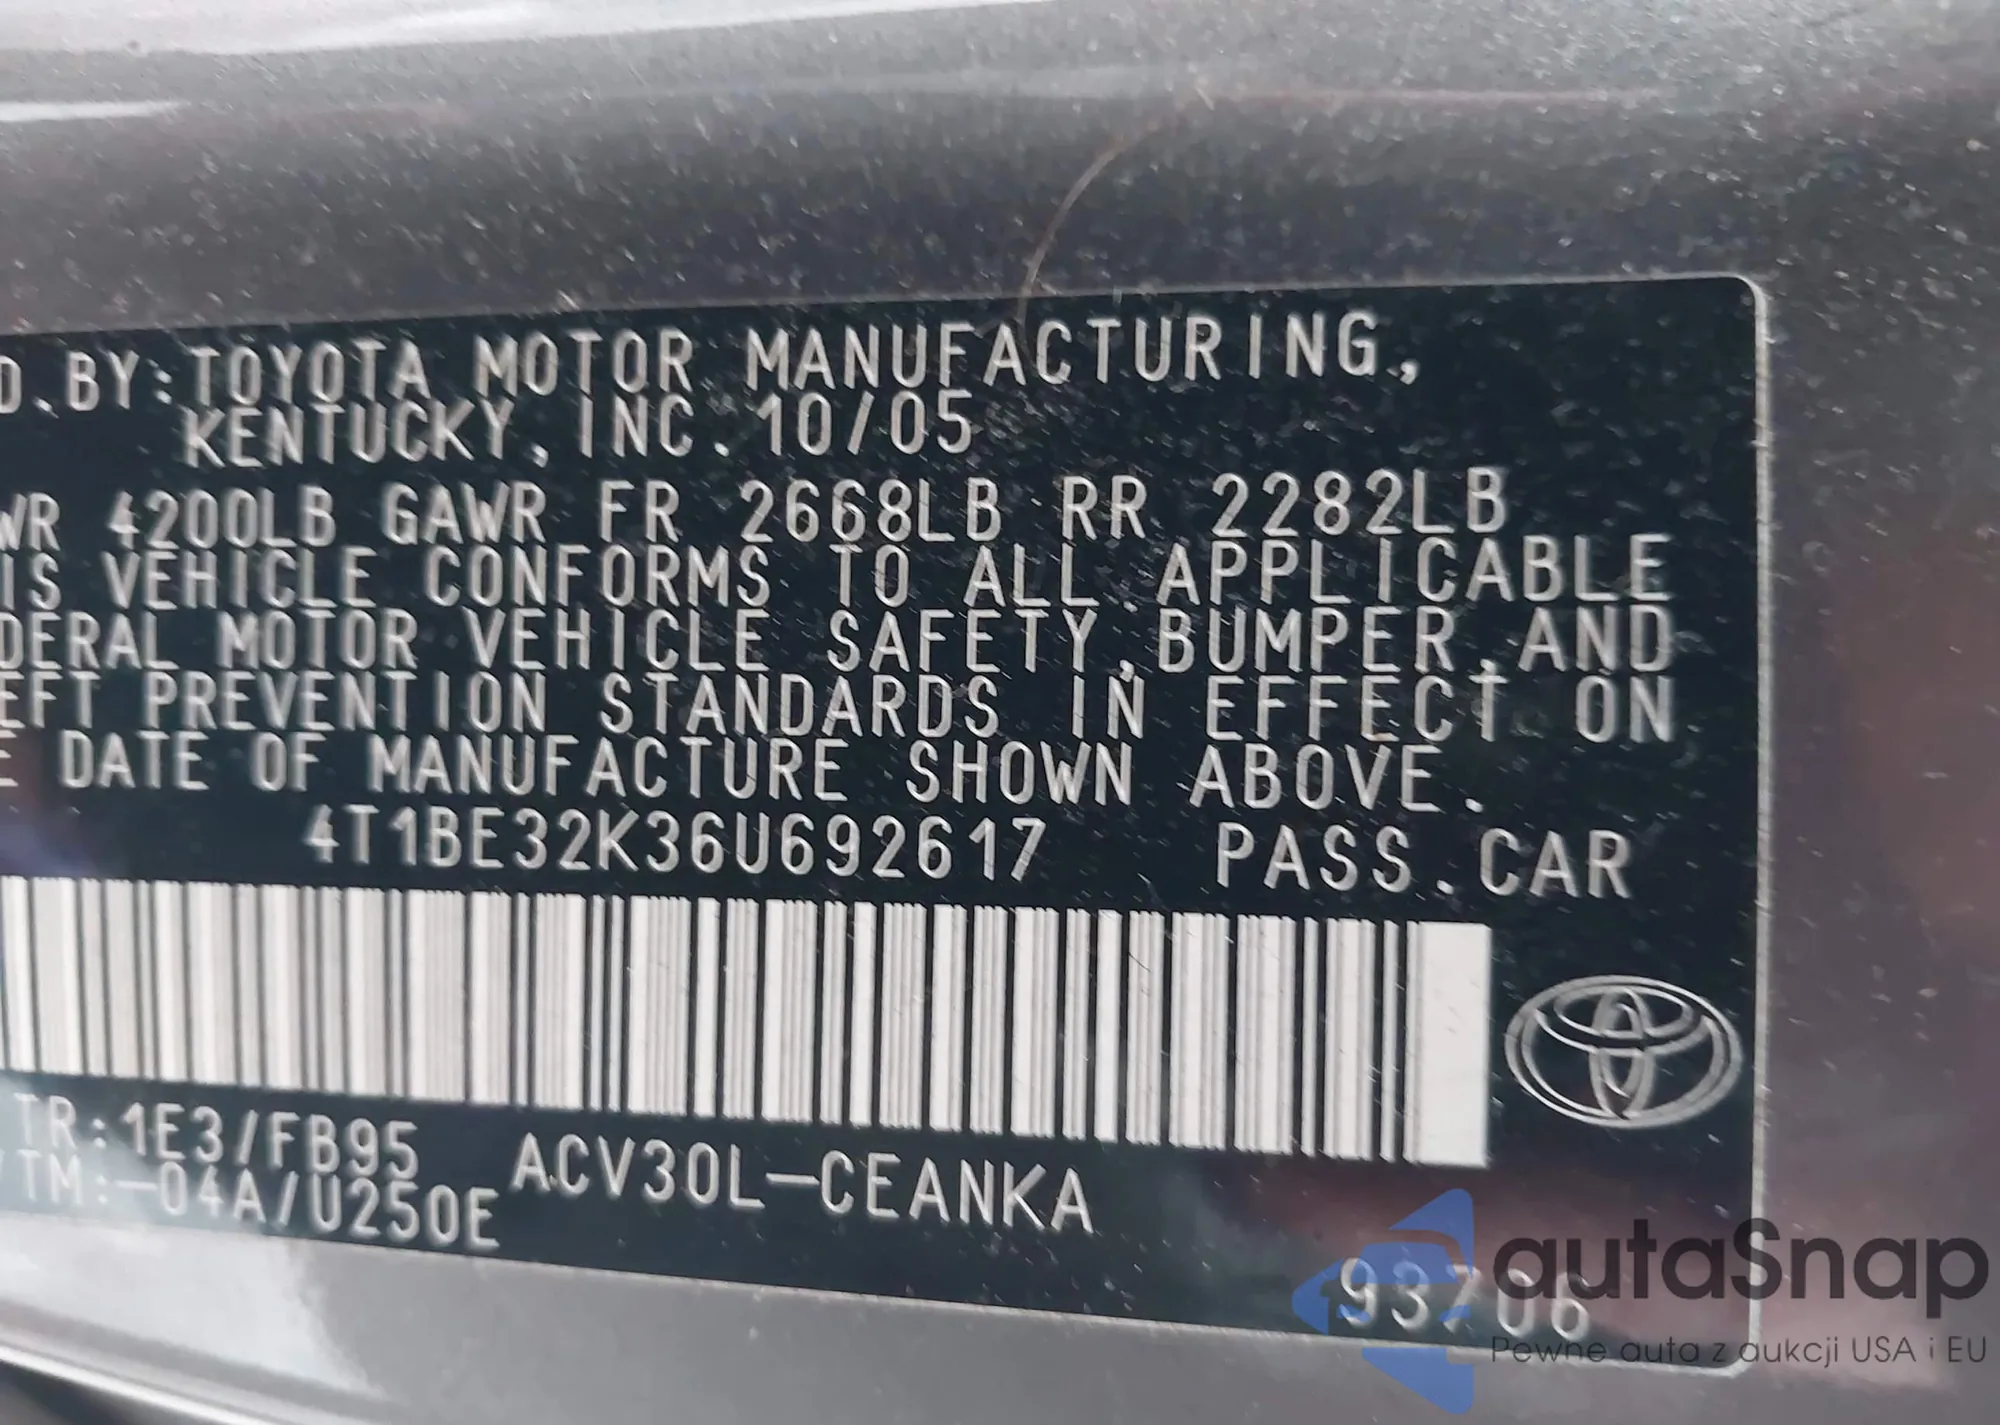 D. BY: TOYOTA MOTOR MANUFACTURING,
KENTUCKY, INC. 10/05
WR 4200LB GAWR FR 2668LB RR 2282LB
IS VEHICLE CONFORMS TO ALL APPLICABLE
DERAL MOTOR VEHICLE SAFETY, BUMPER, AND
EFT PREVENTION STANDARDS IN EFFECT ON
E DATE OF MANUFACTURE SHOWN ABOVE.
4T1BE32K36U692617 PASS. CAR
TR: 1E3/FB95 ACV30L-CEANKA
/TM: -04A/U250E
93706
autaSnap
Pewne auta z aukcji USA i EU